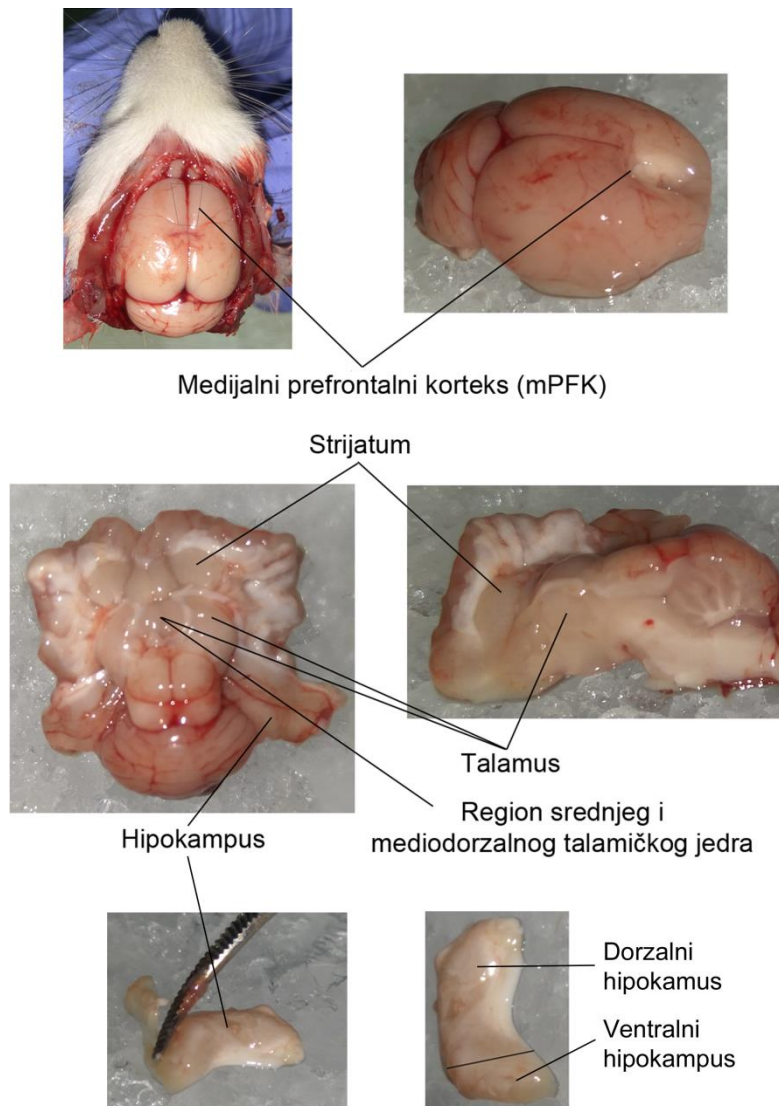 Medijalni prefrontalni korteks (mPFK)
Strijatum
Talamus
Region srednjeg i
mediodorzalnog talamičkog jedra
Hipokampus
Dorzalni
hipokamus
Ventralni
hipokampus